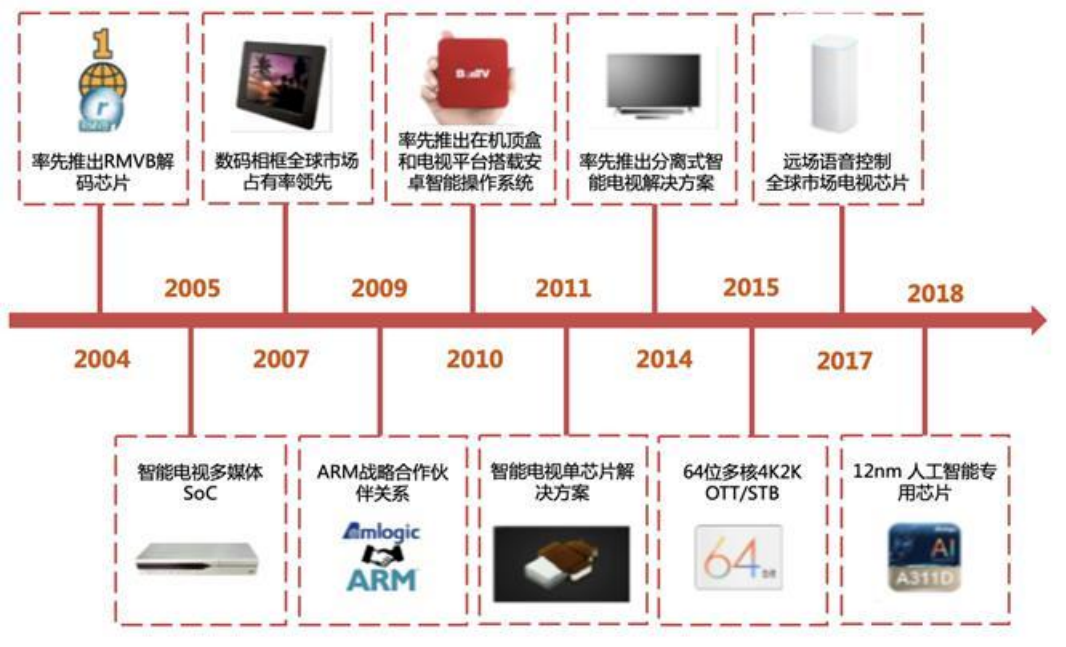 1
r
RMVB
率先推出RMVB解
码芯片
数码相框全球市场
占有率领先
率先推出在机顶盒
和电视平台搭载安
卓智能操作系统
率先推出分离式智
能电视解决方案
远场语音控制
全球市场电视芯片
2005
2009
2011
2015
2018
2004
2007
2010
2014
2017
智能电视多媒体
SoC
ARM战略合作伙
伴关系
Amlogic
ARM
智能电视单芯片解
决方案
64位多核4K2K
OTT/STB
64
12nm 人工智能专
用芯片
AI
A311D